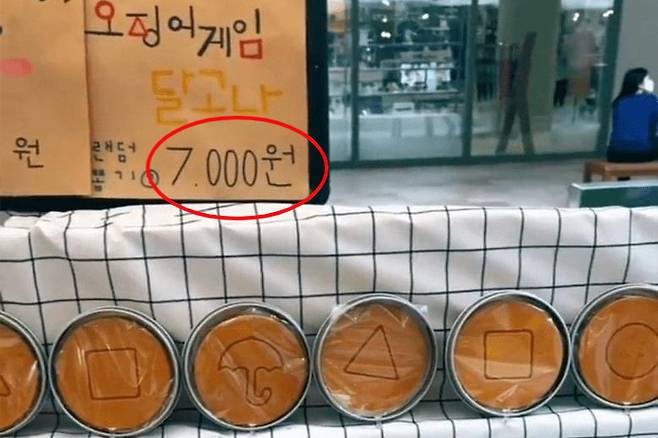 오징어게임
달고나
원
랜덤
뽑기 7.000원